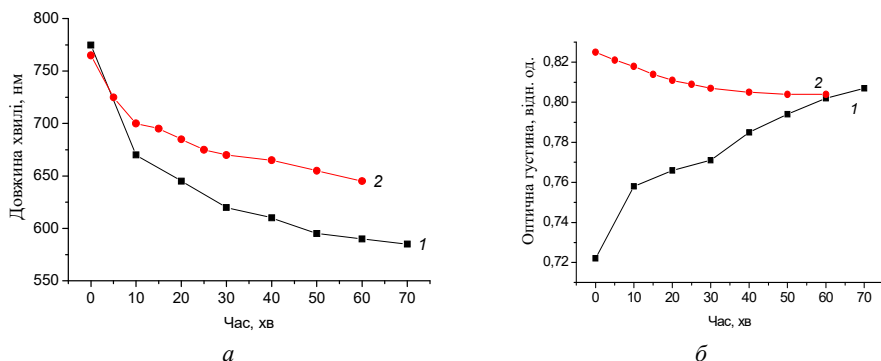 800
750
700
650
600
550
Довжина хвилі, нм
0 10 20 30 40 50 60 70
Час, хв
2
1
а
0,82
0,80
0,78
0,76
0,74
0,72
Оптична густина, відн. од.
0 10 20 30 40 50 60 70
Час, хв
2
1
б